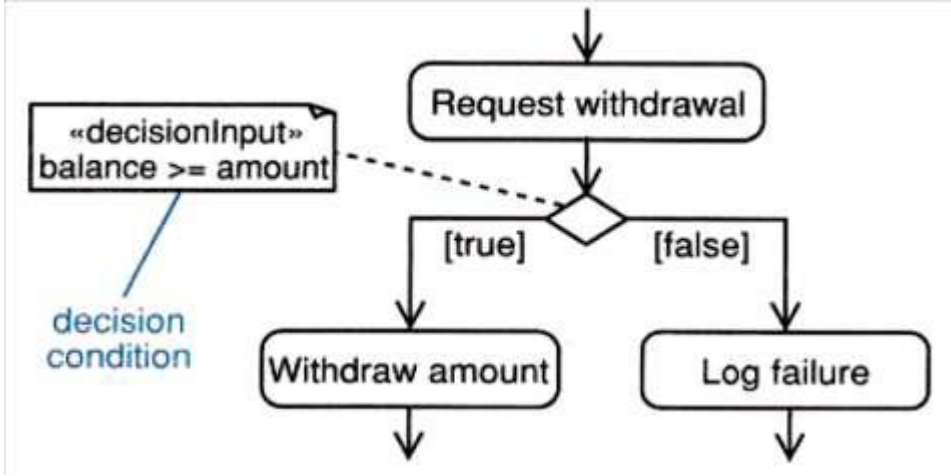 Request withdrawal
«decisionInput»
balance >= amount
[true]
[false]
decision
condition
Withdraw amount
Log failure